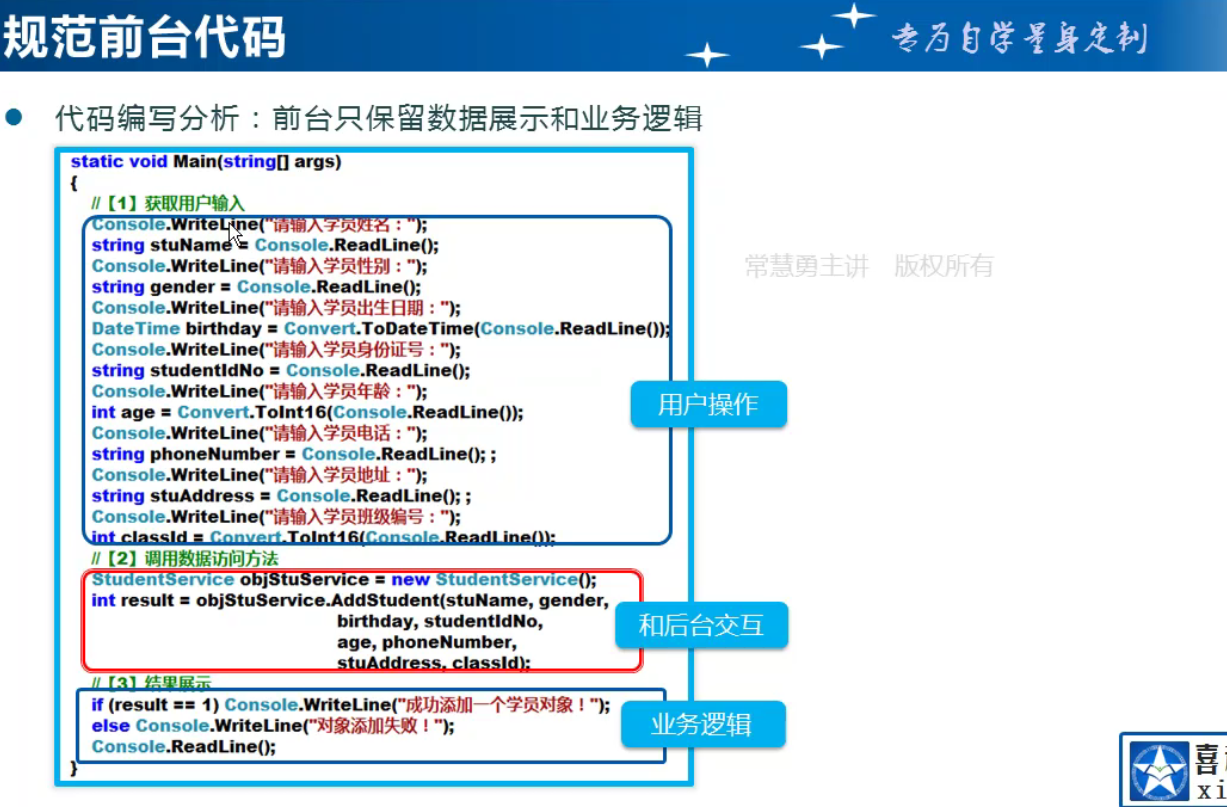 规范前台代码
专为自学量身定制
代码编写分析：前台只保留数据展示和业务逻辑
static void Main(string[] args)
{
//【1】获取用户输入
Console.WriteLine("请输入学员姓名：");
string stuName = Console.ReadLine();
Console.WriteLine("请输入学员性别：");
string gender = Console.ReadLine();
Console.WriteLine("请输入学员出生日期：");
DateTime birthday = Convert.ToDateTime(Console.ReadLine());
Console.WriteLine("请输入学员身份证号：");
string studentIdNo = Console.ReadLine();
Console.WriteLine("请输入学员年龄：");
int age = Convert.ToInt16(Console.ReadLine());
Console.WriteLine("请输入学员电话：");
string phoneNumber = Console.ReadLine(); ;
Console.WriteLine("请输入学员地址：");
string stuAddress = Console.ReadLine(); ;
Console.WriteLine("请输入学员班级编号：");
int classId = Convert.ToInt16(Console.ReadLine());
用户操作
//【2】调用数据访问方法
StudentService objStuService = new StudentService();
int result = objStuService.AddStudent(stuName, gender,
birthday, studentIdNo,
age, phoneNumber,
stuAddress, classId);
和后台交互
//【3】结果展示
if (result == 1) Console.WriteLine("成功添加一个学员对象！");
else Console.WriteLine("对象添加失败！");
Console.ReadLine();
业务逻辑
}
常慧勇主讲 版权所有
喜
xi